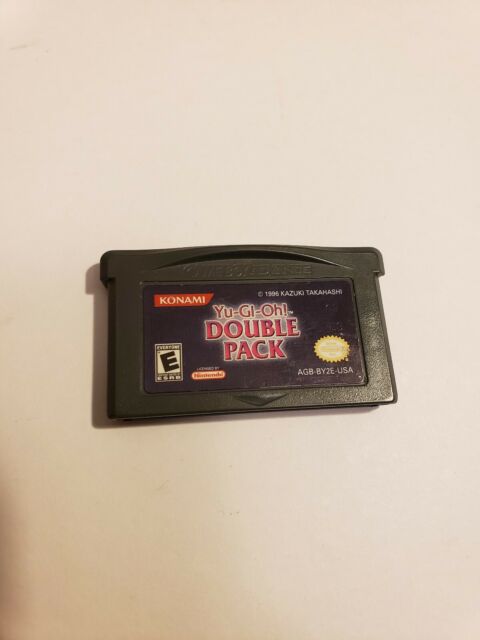 GAME BOY ADVANCE
KONAMI
© 1996 KAZUKI TAKAHASHI
Yu-Gi-Oh!™
DOUBLE
PACK
EVERYONE
E
ESRB
LICENSED BY
Nintendo
AGB-BY2E-USA